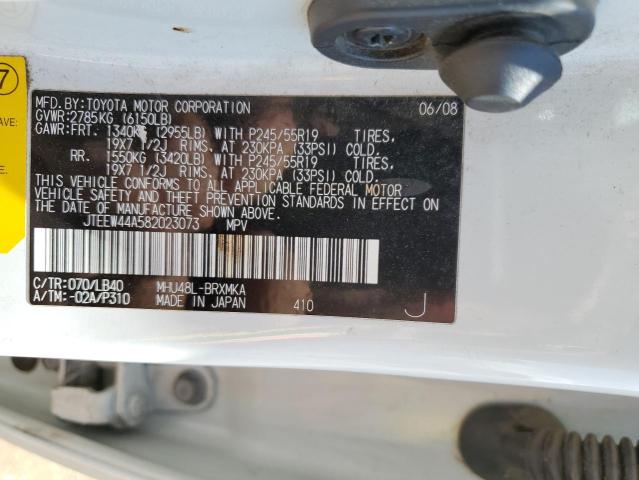 7
AVE:
MFD.BY:TOYOTA MOTOR CORPORATION 06/08
GVWR:2785KG (6150LB)
GAWR:FRT. 1340KG (2955LB) WITH P245/55R19 TIRES,
19X7 1/2J RIMS, AT 230KPA (33PSI) COLD.
RR. 1550KG (3420LB) WITH P245/55R19 TIRES,
19X7 1/2J RIMS, AT 230KPA (33PSI) COLD.
THIS VEHICLE CONFORMS TO ALL APPLICABLE FEDERAL MOTOR
VEHICLE SAFETY AND THEFT PREVENTION STANDARDS IN EFFECT ON
THE DATE OF MANUFACTURE SHOWN ABOVE.
JTEEW44A582023073 MPV
C/TR:070/LB40 MHU48L-BRXMKA
A/TM:-02A/P310 MADE IN JAPAN 410 J